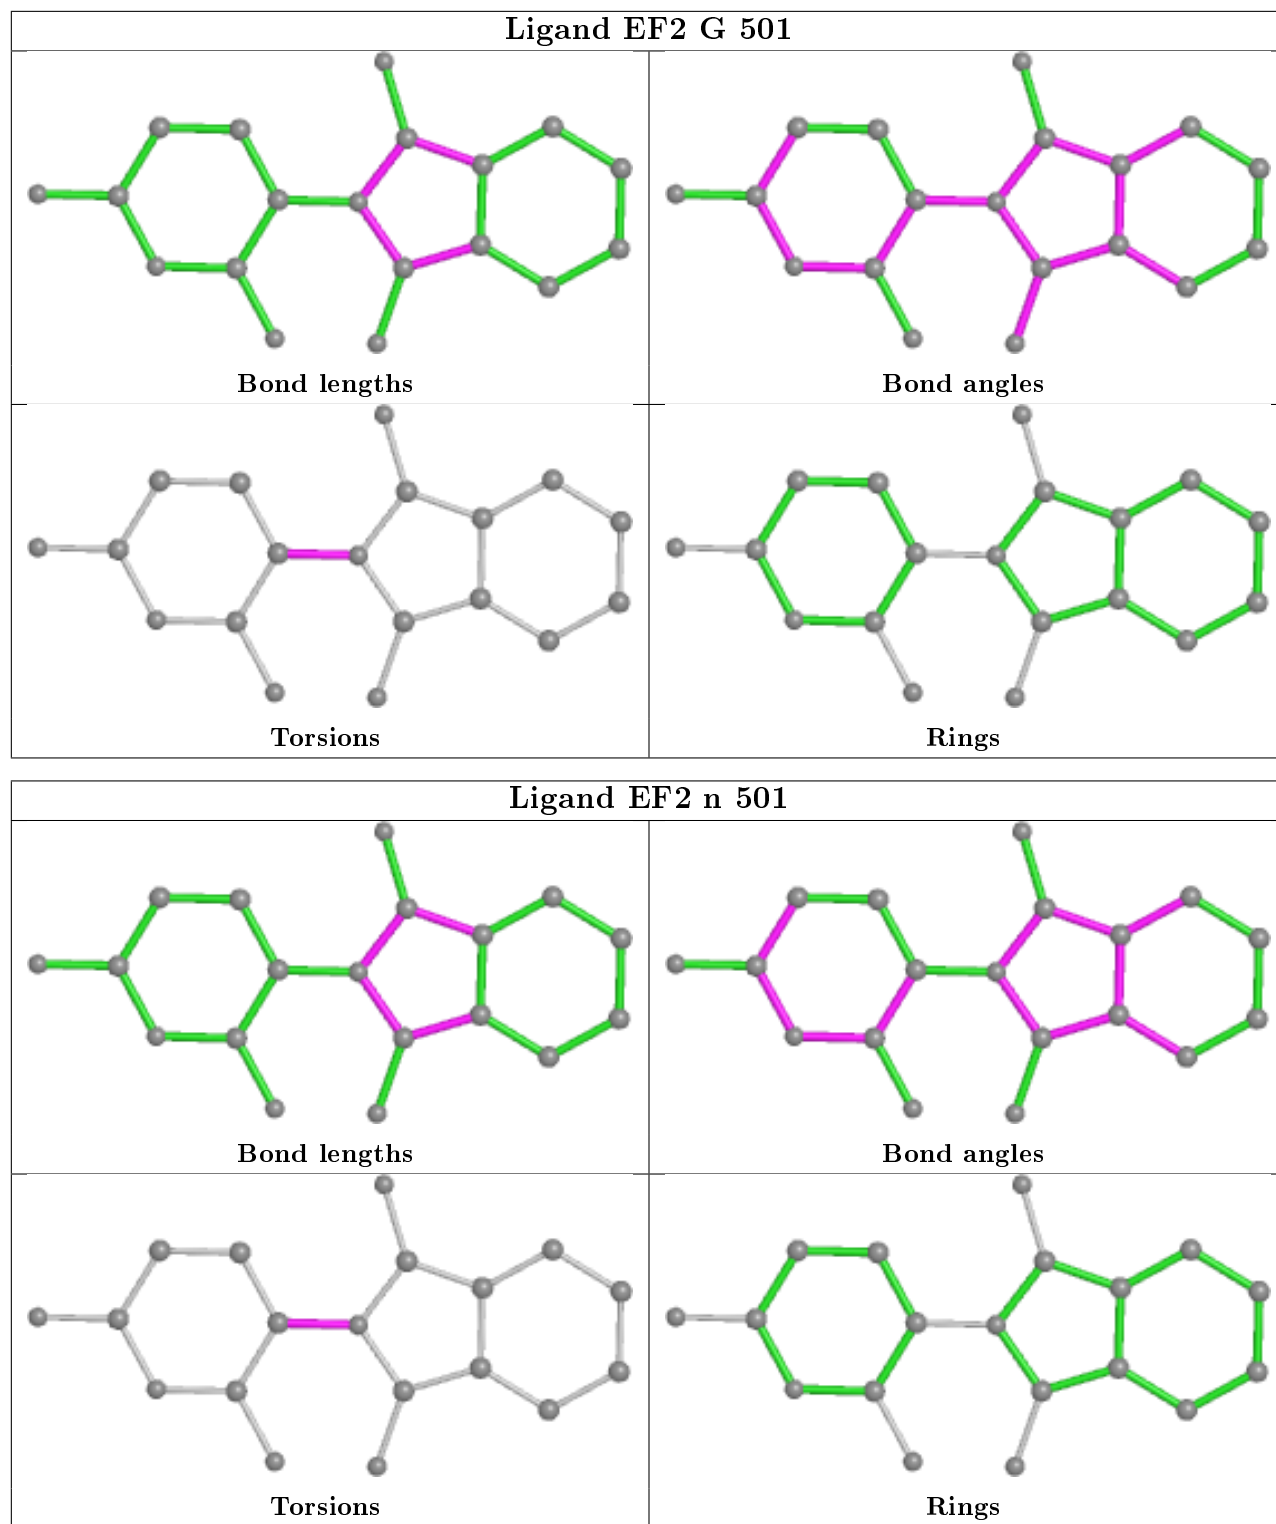 Ligand EF2 G 501
Bond lengths
Bond angles
Torsions
Rings
Ligand EF2 n 501
Bond lengths
Bond angles
Torsions
Rings